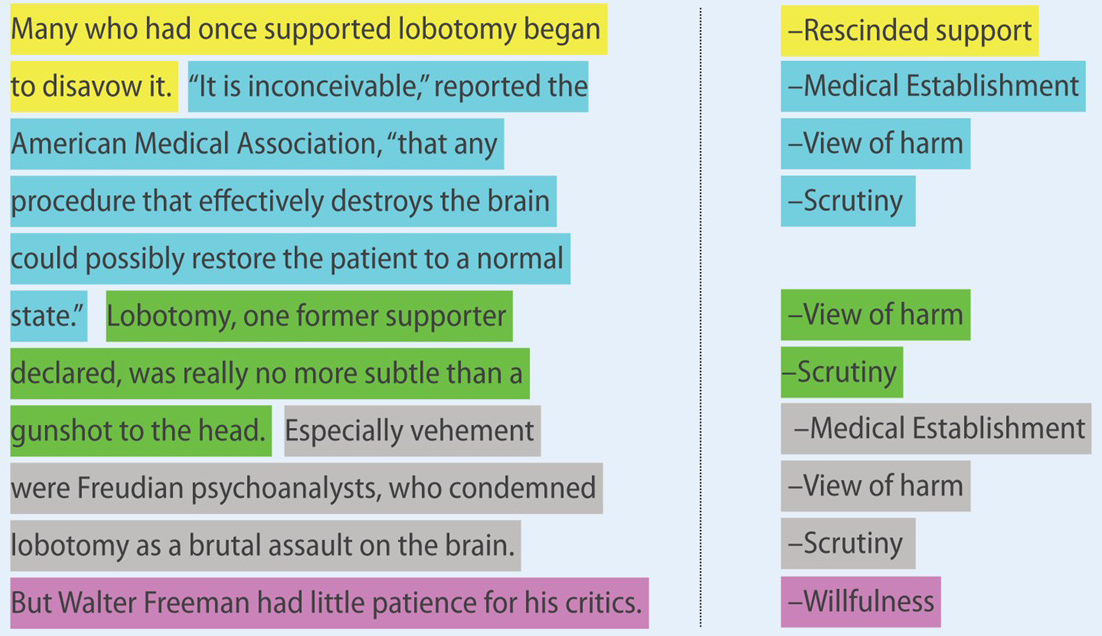 Many who had once supported lobotomy began
to disavow it. “It is inconceivable,” reported the
American Medical Association, “that any
procedure that effectively destroys the brain
could possibly restore the patient to a normal
state.” Lobotomy, one former supporter
declared, was really no more subtle than a
gunshot to the head. Especially vehement
were Freudian psychoanalysts, who condemned
lobotomy as a brutal assault on the brain.
But Walter Freeman had little patience for his critics.
–Rescinded support
–Medical Establishment
–View of harm
–Scrutiny
–View of harm
–Scrutiny
–Medical Establishment
–View of harm
–Scrutiny
–Willfulness